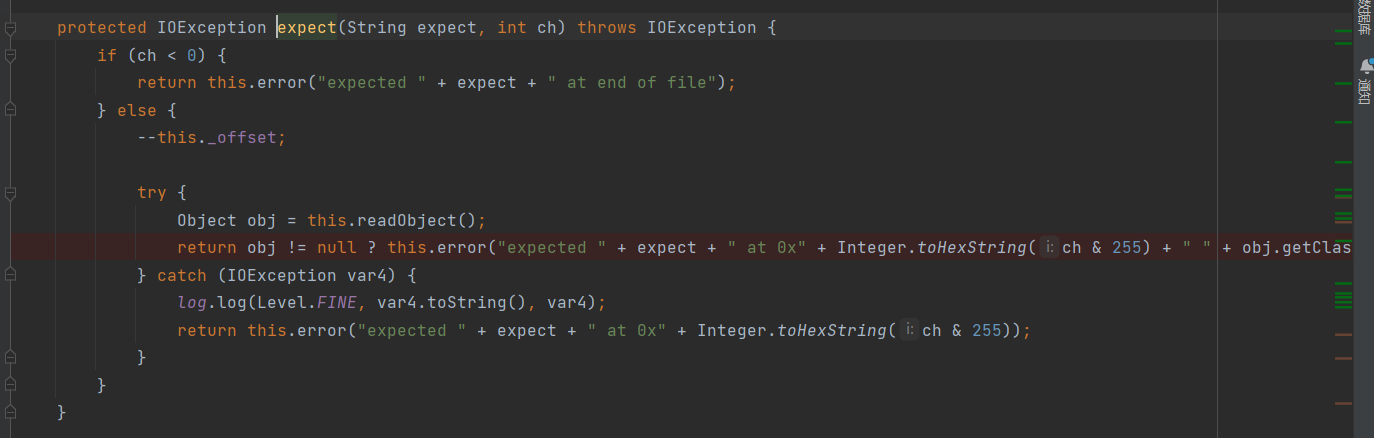 protected IOException expect(String expect, int ch) throws IOException {
if (ch < 0) {
return this.error("expected " + expect + " at end of file");
} else {
--this._offset;
try {
Object obj = this.readObject();
return obj != null ? this.error("expected " + expect + " at 0x" + Integer.toHexString( i: ch & 255) + " " + obj.getClas
} catch (IOException var4) {
log.log(Level.FINE, var4.toString(), var4);
return this.error("expected " + expect + " at 0x" + Integer.toHexString( i: ch & 255));
}
}
}
数据库
通知